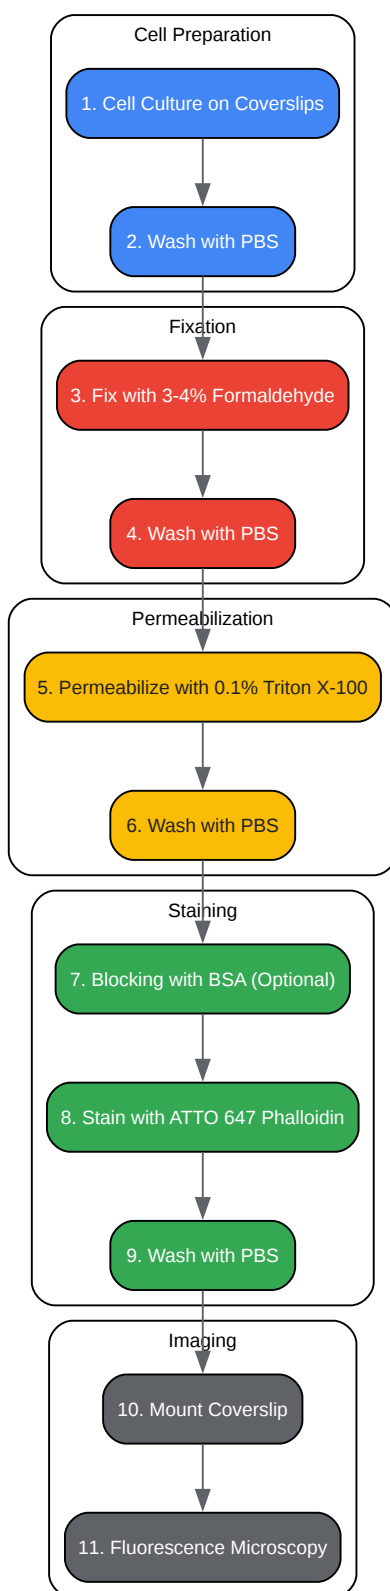 Cell Preparation
1. Cell Culture on Coverslips
2. Wash with PBS
Fixation
3. Fix with 3-4% Formaldehyde
4. Wash with PBS
Permeabilization
5. Permeabilize with 0.1% Triton X-100
6. Wash with PBS
Staining
7. Blocking with BSA (Optional)
8. Stain with ATTO 647 Phalloidin
9. Wash with PBS
Imaging
10. Mount Coverslip
11. Fluorescence Microscopy